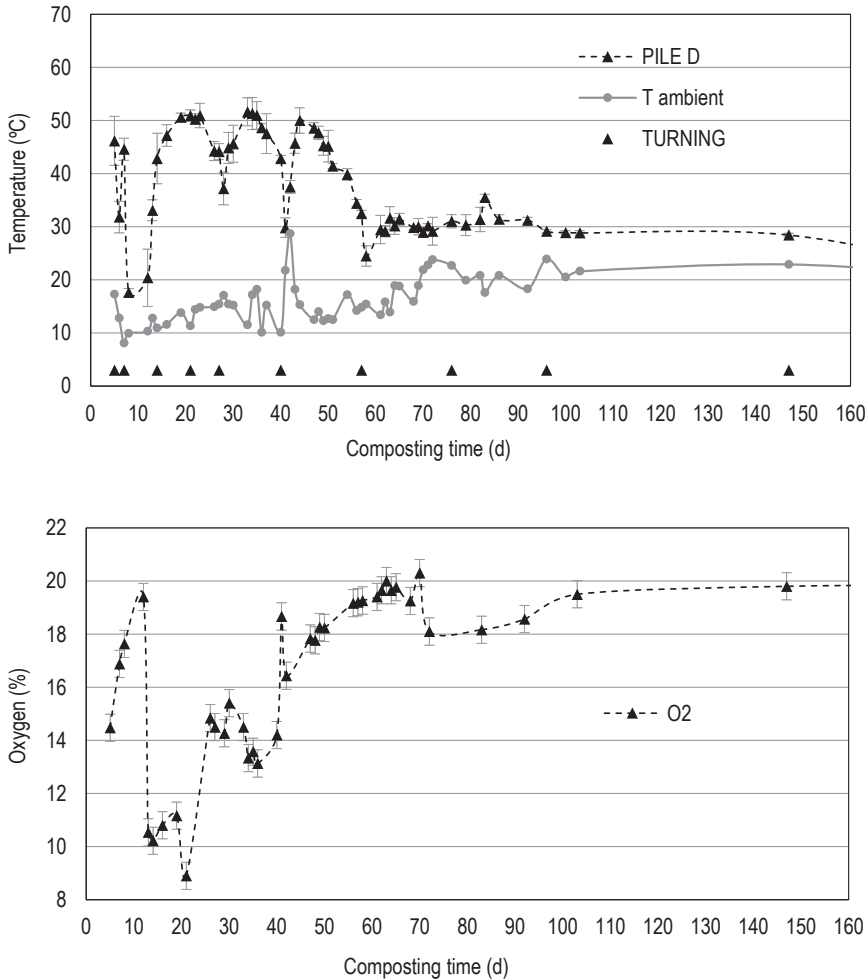 70
60
50
40
30
20
10
0
Temperature (ºC)
PILE D
T ambient
TURNING
0 10 20 30 40 50 60 70 80 90 100 110 120 130 140 150 160
Composting time (d)
22
20
18
16
14
12
10
8
Oxygen (%)
O2
0 10 20 30 40 50 60 70 80 90 100 110 120 130 140 150 160
Composting time (d)